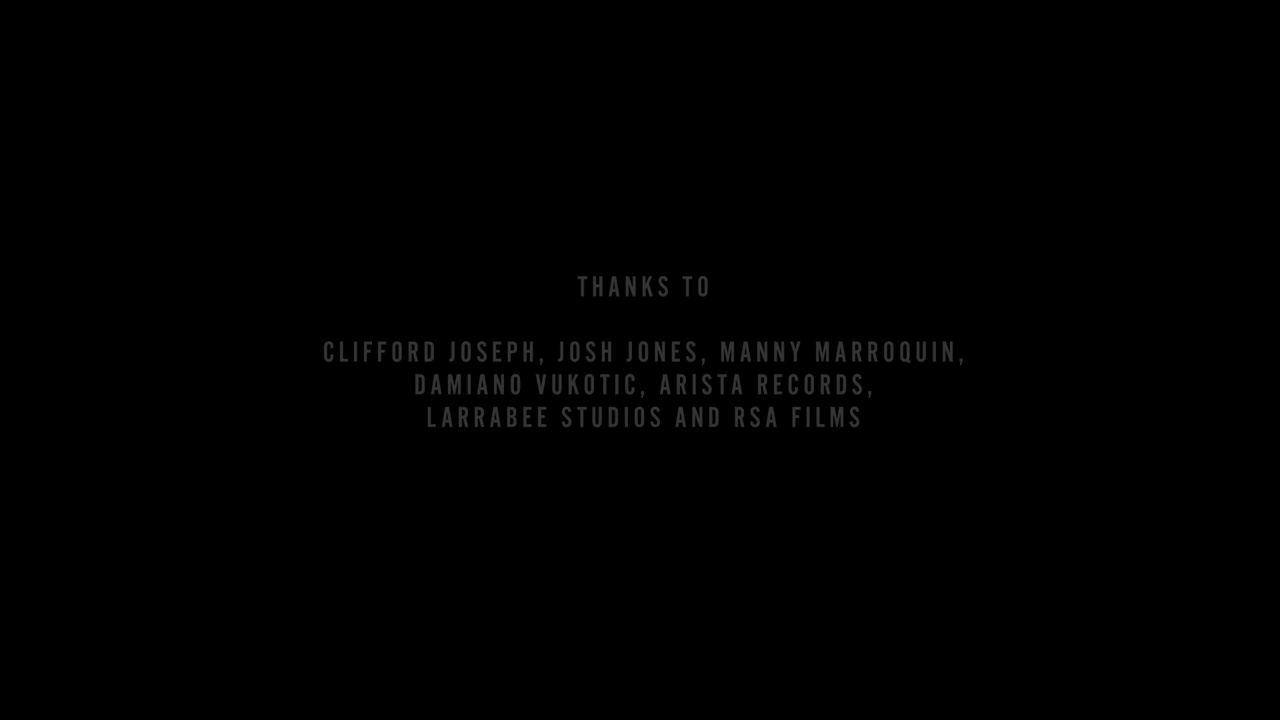 THANKS TO
CLIFFORD JOSEPH, JOSH JONES, MANNY MARROQUIN,
DAMIANO VUKOTIC, ARISTA RECORDS,
LARRABEE STUDIOS AND RSA FILMS